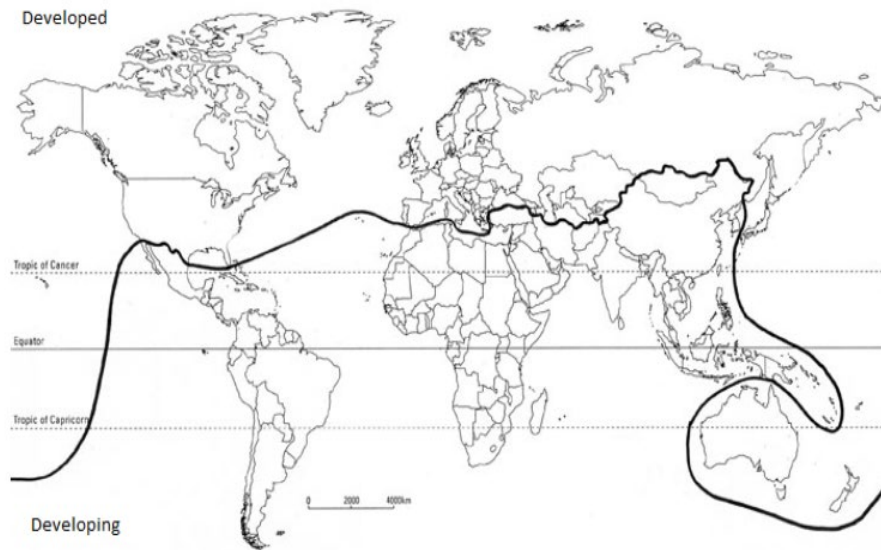 Developed
Tropic of Cancer
Equator
Tropic of Capricorn
0 2000 4000km
Developing